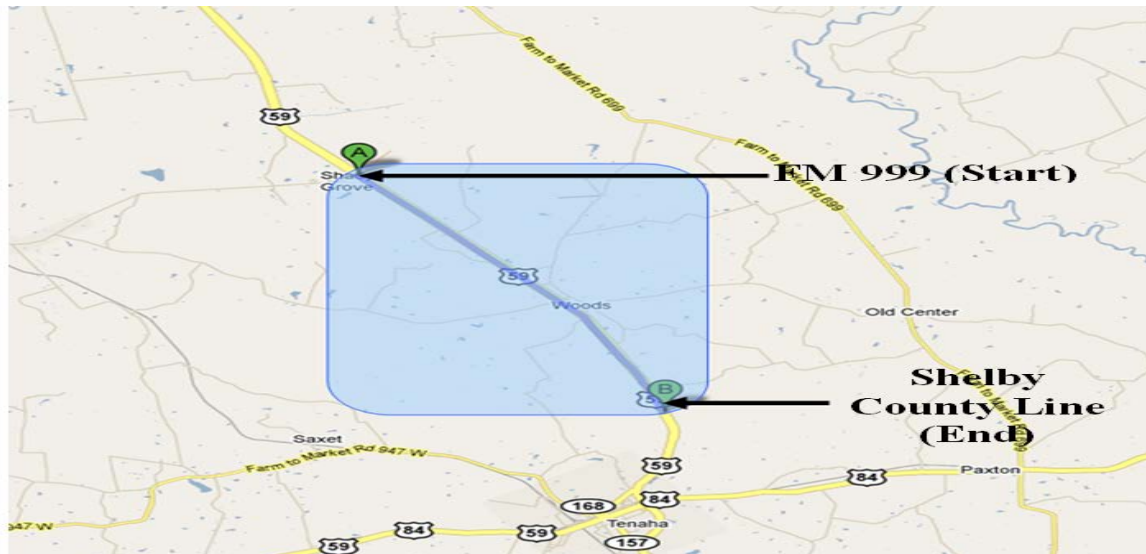 Farm to Market Rd 699
59
A
Farm to Market Rd 699
FM 999 (Start)
Grove
59
Woods
Old Center
B
Shelby
County Line
(End)
Saxet
Farm to Market Rd 947 W
59
84
Paxton
168
84
Tenaha
947 W
84
59
59
157